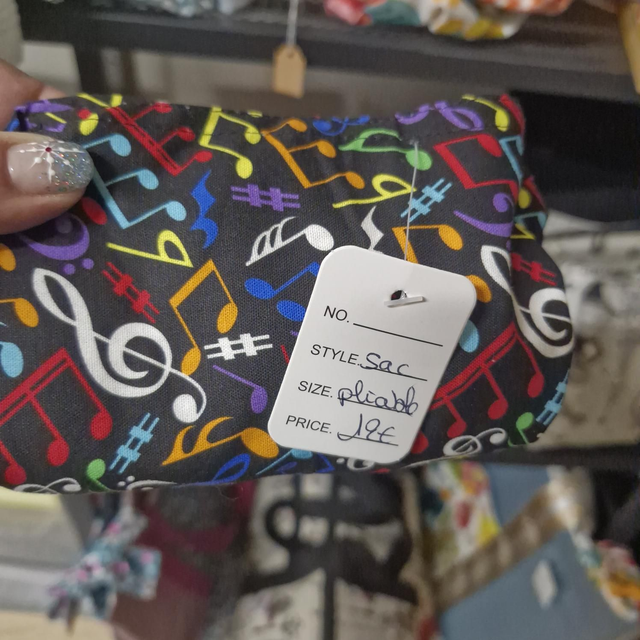 NO.
STYLE. Sac
SIZE. pliable
PRICE. 19€